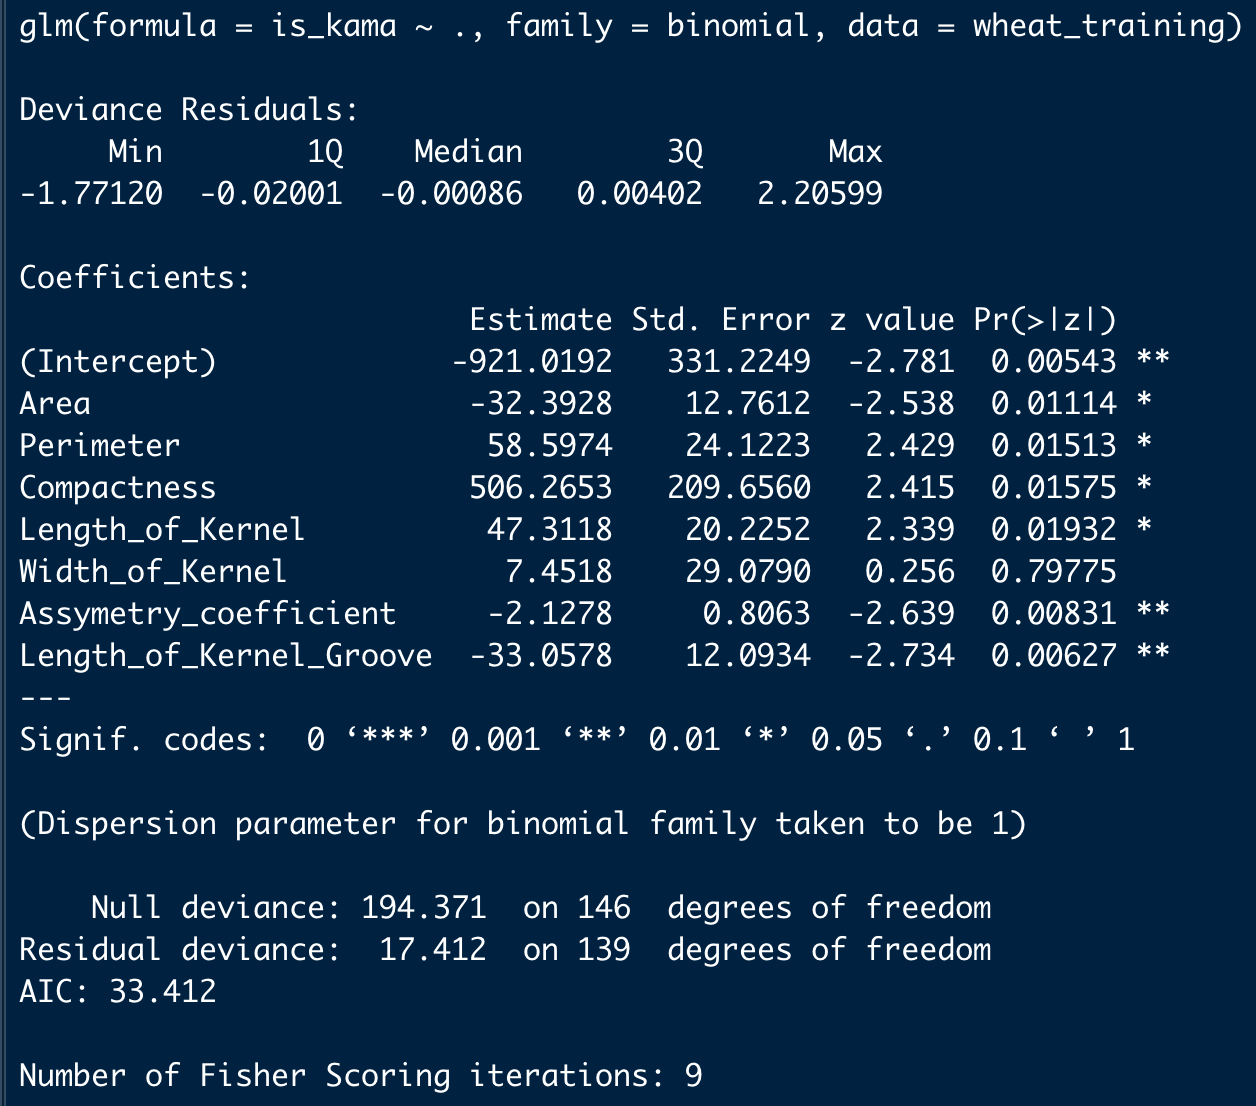 glm(formula = is_kama ~ ., family = binomial, data = wheat_training)
Deviance Residuals:
     Min        1Q    Median        3Q       Max
-1.77120  -0.02001  -0.00086   0.00402   2.20599
Coefficients:
                         Estimate Std. Error z value Pr(>|z|)
(Intercept)             -921.0192   331.2249  -2.781  0.00543 **
Area                     -32.3928    12.7612  -2.538  0.01114 *
Perimeter                 58.5974    24.1223   2.429  0.01513 *
Compactness              506.2653   209.6560   2.415  0.01575 *
Length_of_Kernel          47.3118    20.2252   2.339  0.01932 *
Width_of_Kernel            7.4518    29.0790   0.256  0.79775
Assymetry_coefficient     -2.1278     0.8063  -2.639  0.00831 **
Length_of_Kernel_Groove  -33.0578    12.0934  -2.734  0.00627 **
---
Signif. codes:  0 ‘***’ 0.001 ‘**’ 0.01 ‘*’ 0.05 ‘.’ 0.1 ‘ ’ 1
(Dispersion parameter for binomial family taken to be 1)
    Null deviance: 194.371  on 146  degrees of freedom
Residual deviance:  17.412  on 139  degrees of freedom
AIC: 33.412
Number of Fisher Scoring iterations: 9